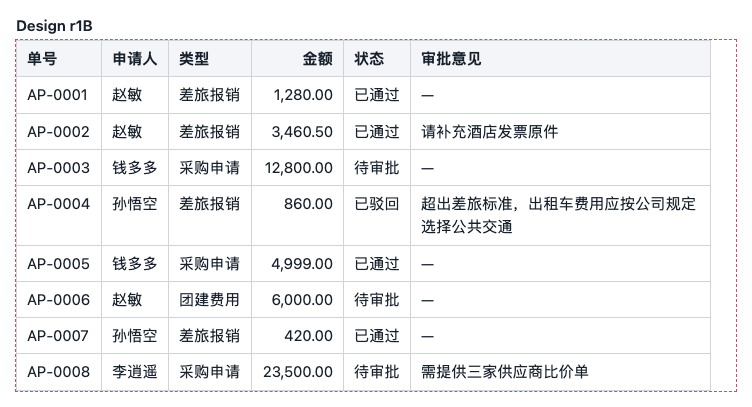 Design r1B
单号 申请人 类型 金额 状态 审批意见
AP-0001 赵敏 差旅报销 1,280.00 已通过 —
AP-0002 赵敏 差旅报销 3,460.50 已通过 请补充酒店发票原件
AP-0003 钱多多 采购申请 12,800.00 待审批 —
AP-0004 孙悟空 差旅报销 860.00 已驳回 超出差旅标准，出租车费用应按公司规定
选择公共交通
AP-0005 钱多多 采购申请 4,999.00 已通过 —
AP-0006 赵敏 团建费用 6,000.00 待审批 —
AP-0007 孙悟空 差旅报销 420.00 已通过 —
AP-0008 李逍遥 采购申请 23,500.00 待审批 需提供三家供应商比价单